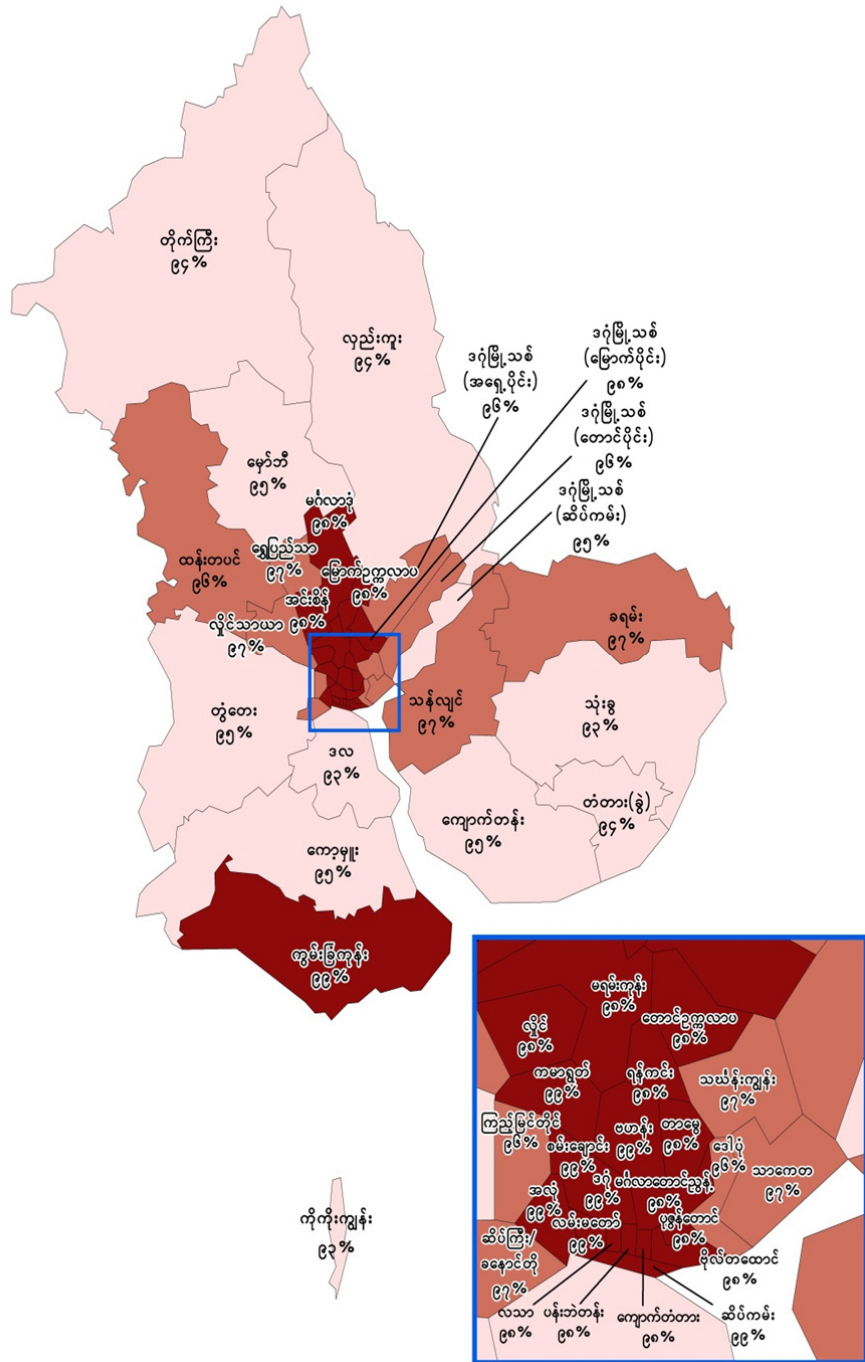 တိုက်ကြီး
၉၄%
လှည်းကူး
၉၄%
ဒဂုံမြို့သစ်
(မြောက်ပိုင်း)
၉၈%
ဒဂုံမြို့သစ်
(အရှေ့ပိုင်း)
၉၆%
ဒဂုံမြို့သစ်
(တောင်ပိုင်း)
၉၆%
ဒဂုံမြို့သစ်
(ဆိပ်ကမ်း)
၉၅%
မှော်ဘီ
၉၅%
မင်္ဂလာဒုံ
၉၈%
ထန်းတပင်
၉၆%
ရွှေပြည်သာ
၉၇%
မြောက်ဥက္ကလာပ
၉၈%
အင်းစိန်
၉၈%
လှိုင်သာယာ
၉၇%
ခရမ်း
၉၇%
တွံတေး
၉၅%
သန်လျင်
၉၇%
သုံးခွ
၉၃%
ဒလ
၉၃%
တံတား(ခွဲ)
၉၄%
ကျောက်တန်း
၉၅%
ကော့မှူး
၉၅%
ကွမ်းခြံကုန်း
၉၉%
ကိုကိုးကျွန်း
၉၃%
မရမ်းကုန်း
၉၈%
တောင်ဥက္ကလာပ
၉၈%
လှိုင်
၉၈%
ကမာရွတ်
၉၉%
ရန်ကင်း
၉၈%
သင်္ဃန်းကျွန်း
၉၇%
ကြည့်မြင်တိုင်
၉၆%
စမ်းချောင်း
၉၉%
ဗဟန်း
၉၉%
တာမွေ
၉၈%
ဒေါပုံ
၉၆%
သာကေတ
၉၇%
အလုံ
၉၉%
ဒဂုံ
၉၉%
မင်္ဂလာတောင်ညွန့်
၉၈%
လမ်းမတော်
၉၉%
ပုဇွန်တောင်
၉၈%
ဆိပ်ကြီး/
ခနောင်တို
၉၇%
ဗိုလ်တထောင်
၉၈%
လသာ
၉၈%
ပန်းဘဲတန်း
၉၈%
ကျောက်တံတား
၉၈%
ဆိပ်ကမ်း
၉၉%